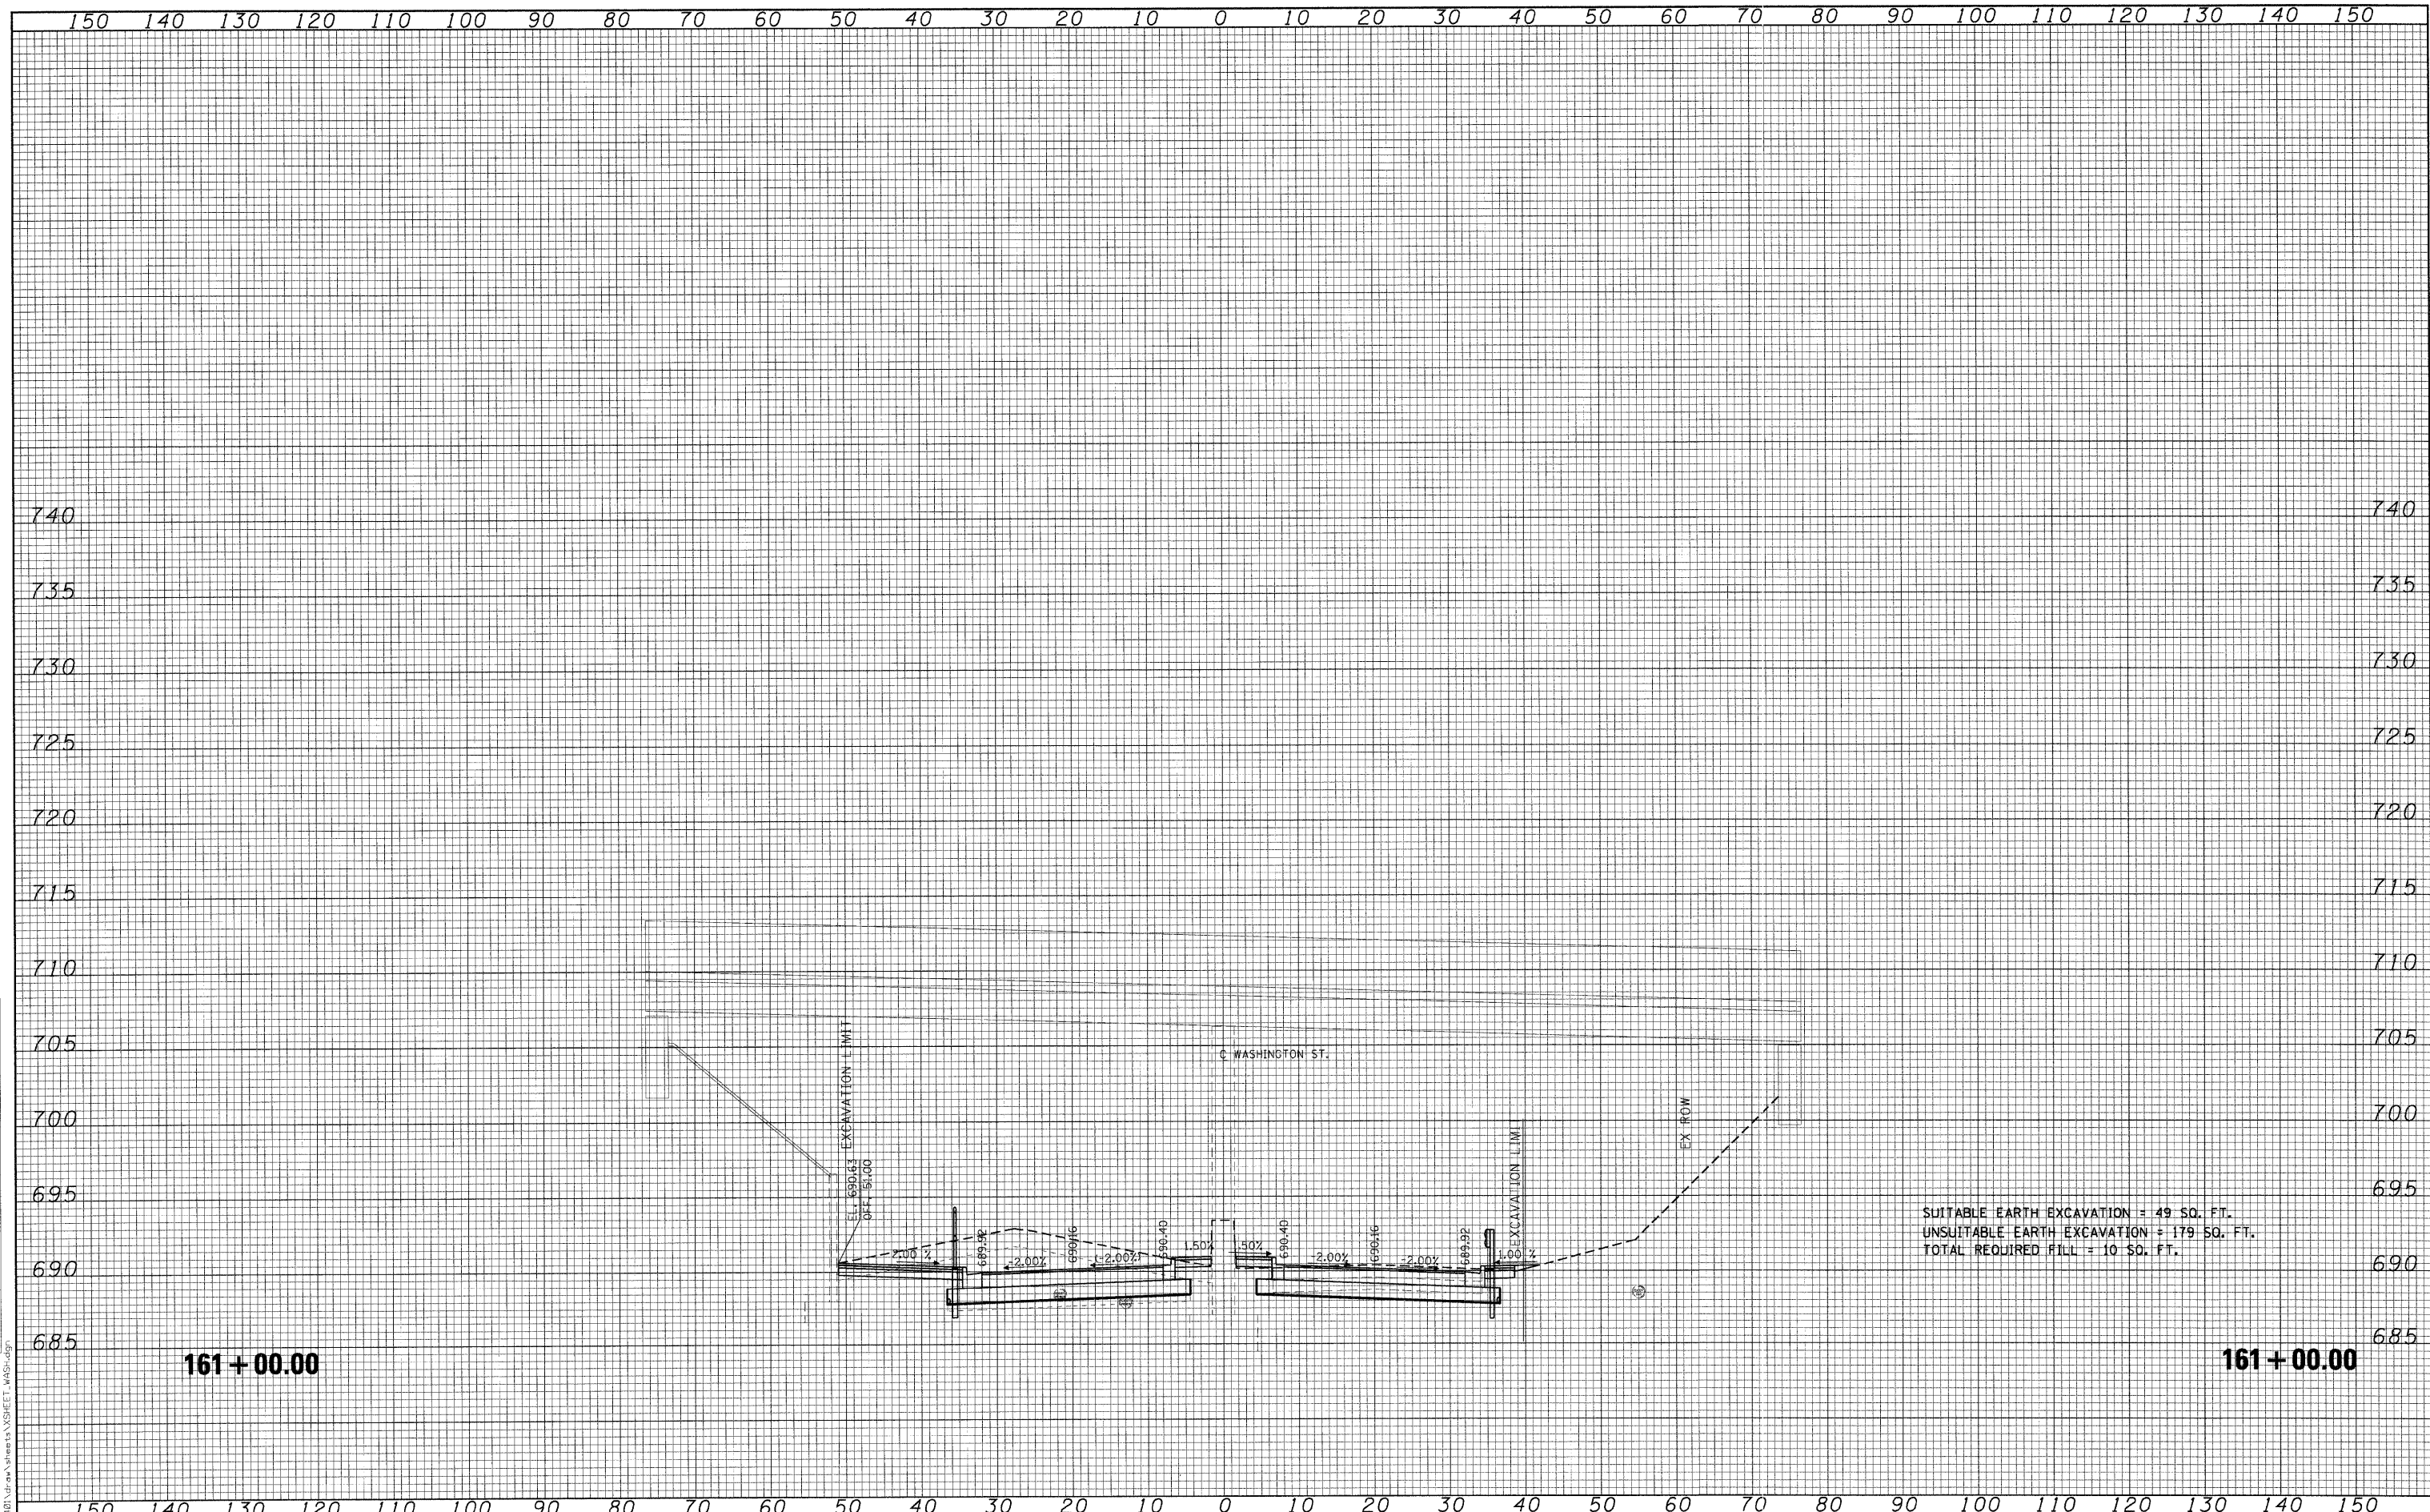 150 140 130 120 110 100 90 80 70 60 50 40 30 20 10 0 10 20 30 40 50 60 70 80 90 100 110 120 130 140 150
740 740
735 735
730 730
725 725
720 720
715 715
710 710
705 705
700 700
695 695
690 690
685 685
EXCAVATION LIMIT
EL. 690.63
OFF. 51.00
C WASHINGTON ST.
EXCAVATION LIMIT
EX ROW
689.92 690.16 690.40 690.40 690.16 689.92
2.00 % -2.00% (-2.00%) 1.50% 1.50% -2.00% -2.00% 1.00 %
SUITABLE EARTH EXCAVATION = 49 SQ. FT.
UNSUITABLE EARTH EXCAVATION = 179 SQ. FT.
TOTAL REQUIRED FILL = 10 SQ. FT.
161+00.00 161+00.00
150 140 130 120 110 100 90 80 70 60 50 40 30 20 10 0 10 20 30 40 50 60 70 80 90 100 110 120 130 140 150
\draw\sheets\XSHEET_WASH.dgn